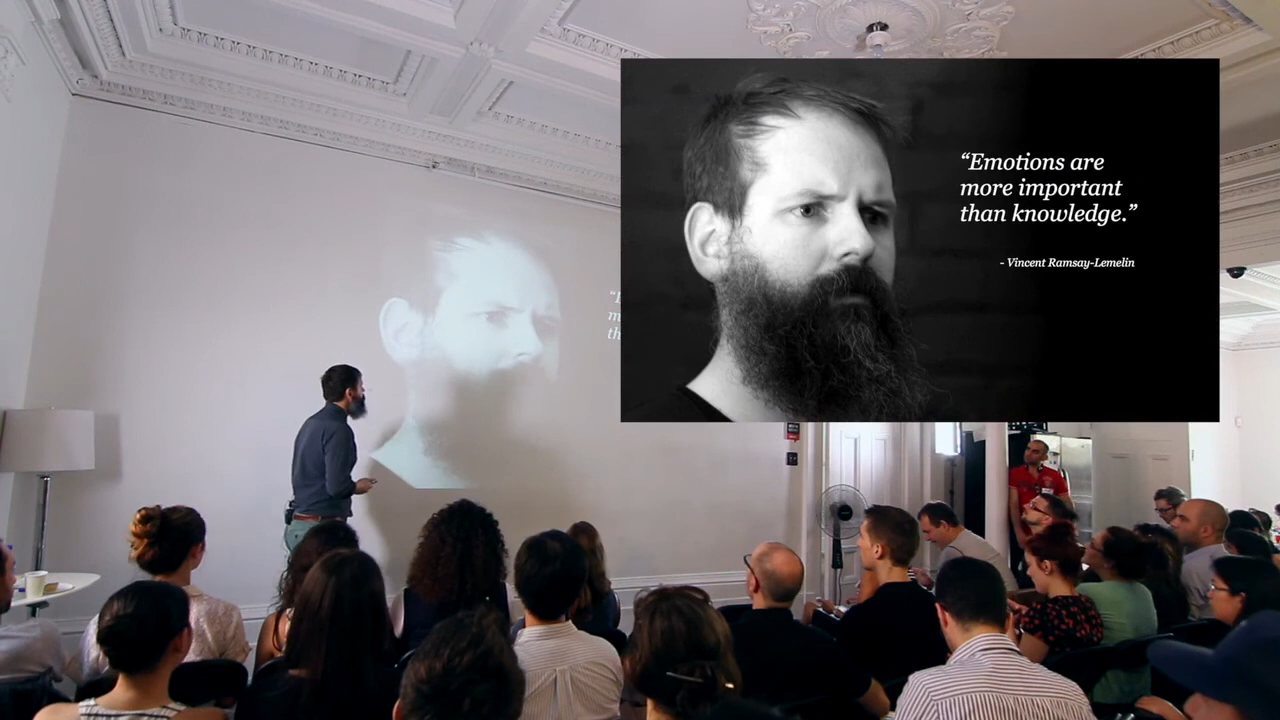 “Emotions are
more important
than knowledge.”
- Vincent Ramsay-Lemelin